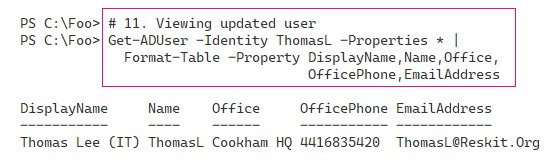 PS C:\Foo> # 11. Viewing updated user
PS C:\Foo> Get-ADUser -Identity ThomasL -Properties * |
Format-Table -Property DisplayName,Name,Office,
OfficePhone,EmailAddress
DisplayName Name Office OfficePhone EmailAddress
----------- ---- ------ ----------- ------------
Thomas Lee (IT) ThomasL Cookham HQ 4416835420 ThomasL@Reskit.Org